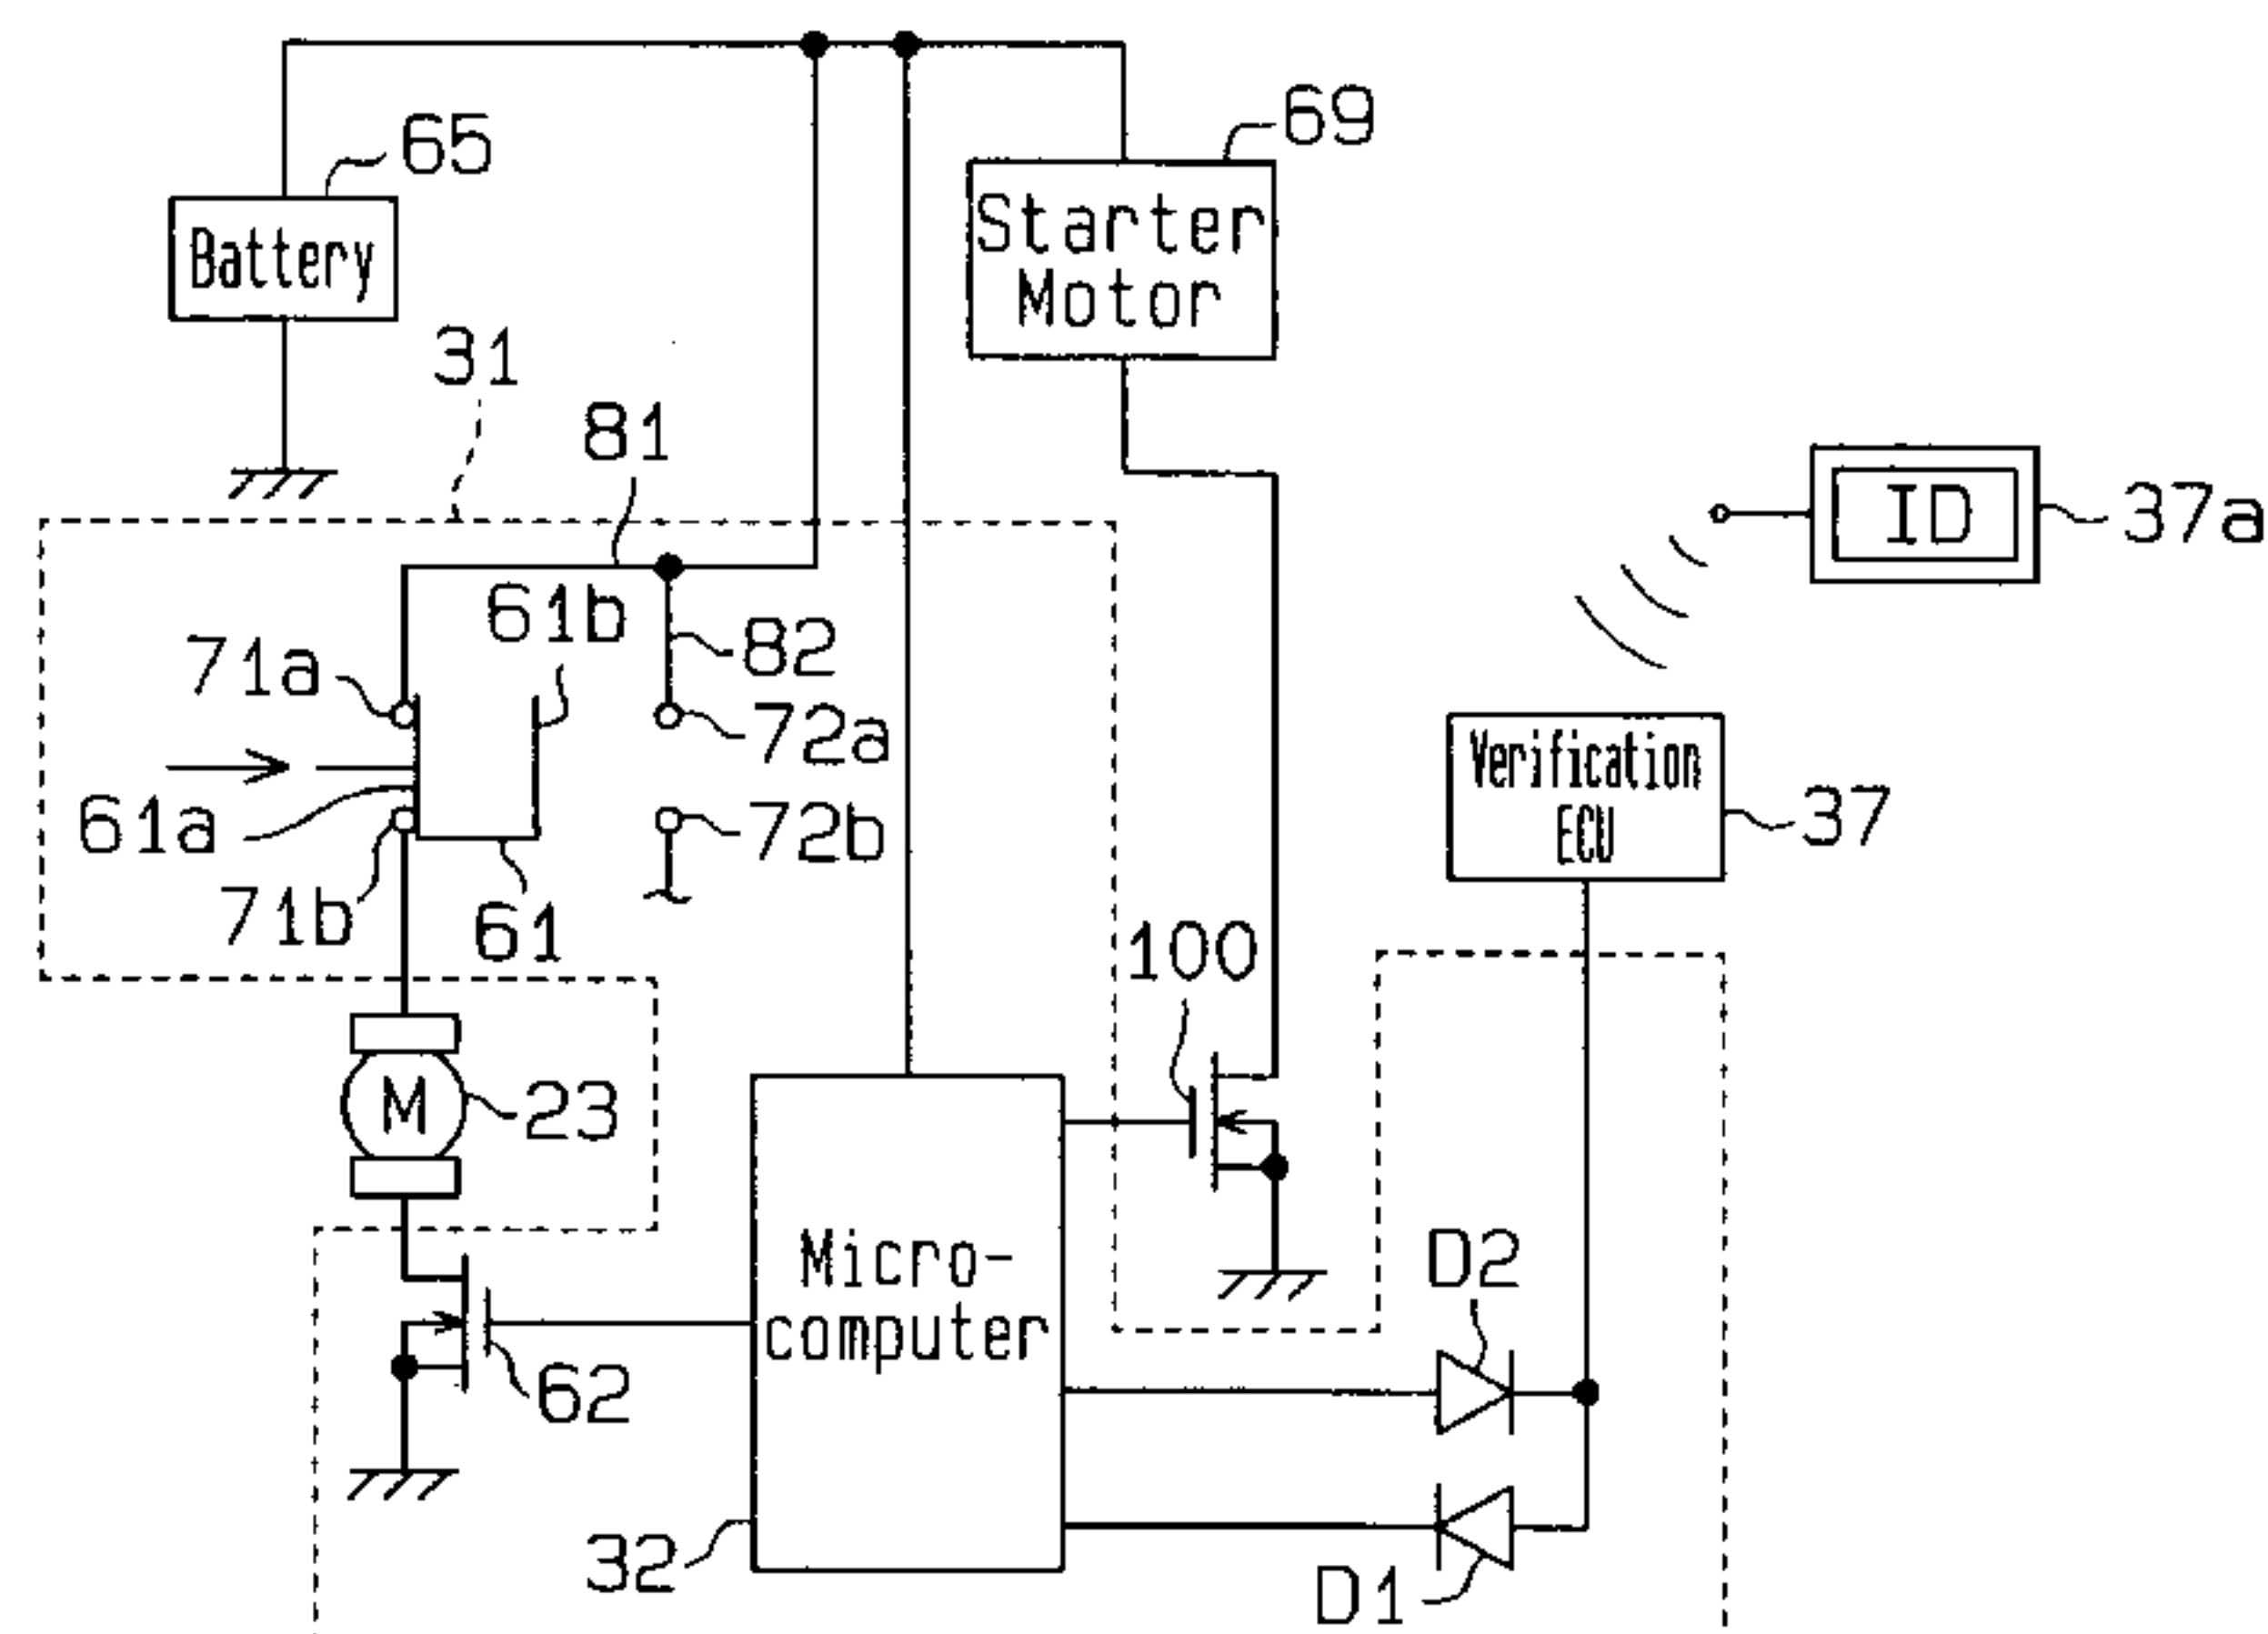 65
69
Battery
Starter
Motor
31
81
ID
37a
61b
71a
82
72a
Verification
ECU
37
61a
72b
71b
61
100
M
23
D2
Micro-
computer
62
32
D1